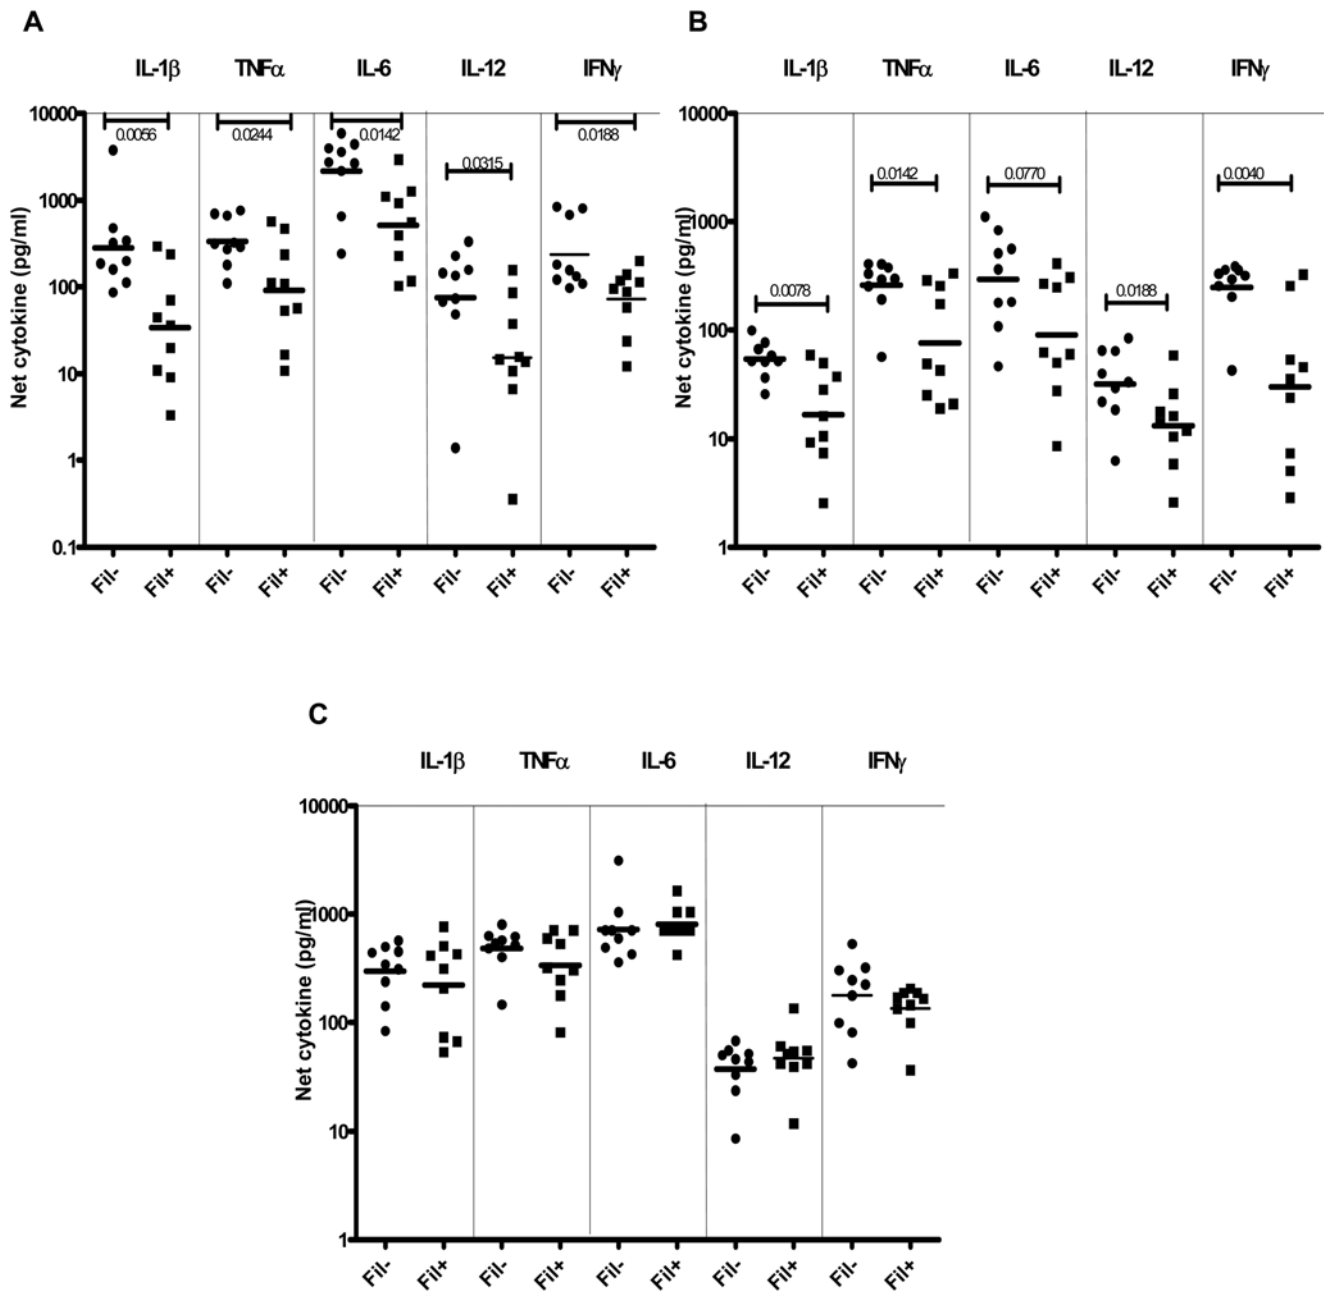 A
IL-1β TNFα IL-6 IL-12 IFNγ
Net cytokine (pg/ml)
10000
1000
100
10
1
0.1
0.0056 0.0244 0.0142 0.0315 0.0188
Fil- Fil+ Fil- Fil+ Fil- Fil+ Fil- Fil+ Fil- Fil+
B
IL-1β TNFα IL-6 IL-12 IFNγ
Net cytokine (pg/ml)
10000
1000
100
10
1
0.0078 0.0142 0.0770 0.0188 0.0040
Fil- Fil+ Fil- Fil+ Fil- Fil+ Fil- Fil+ Fil- Fil+
C
IL-1β TNFα IL-6 IL-12 IFNγ
Net cytokine (pg/ml)
10000
1000
100
10
1
Fil- Fil+ Fil- Fil+ Fil- Fil+ Fil- Fil+ Fil- Fil+